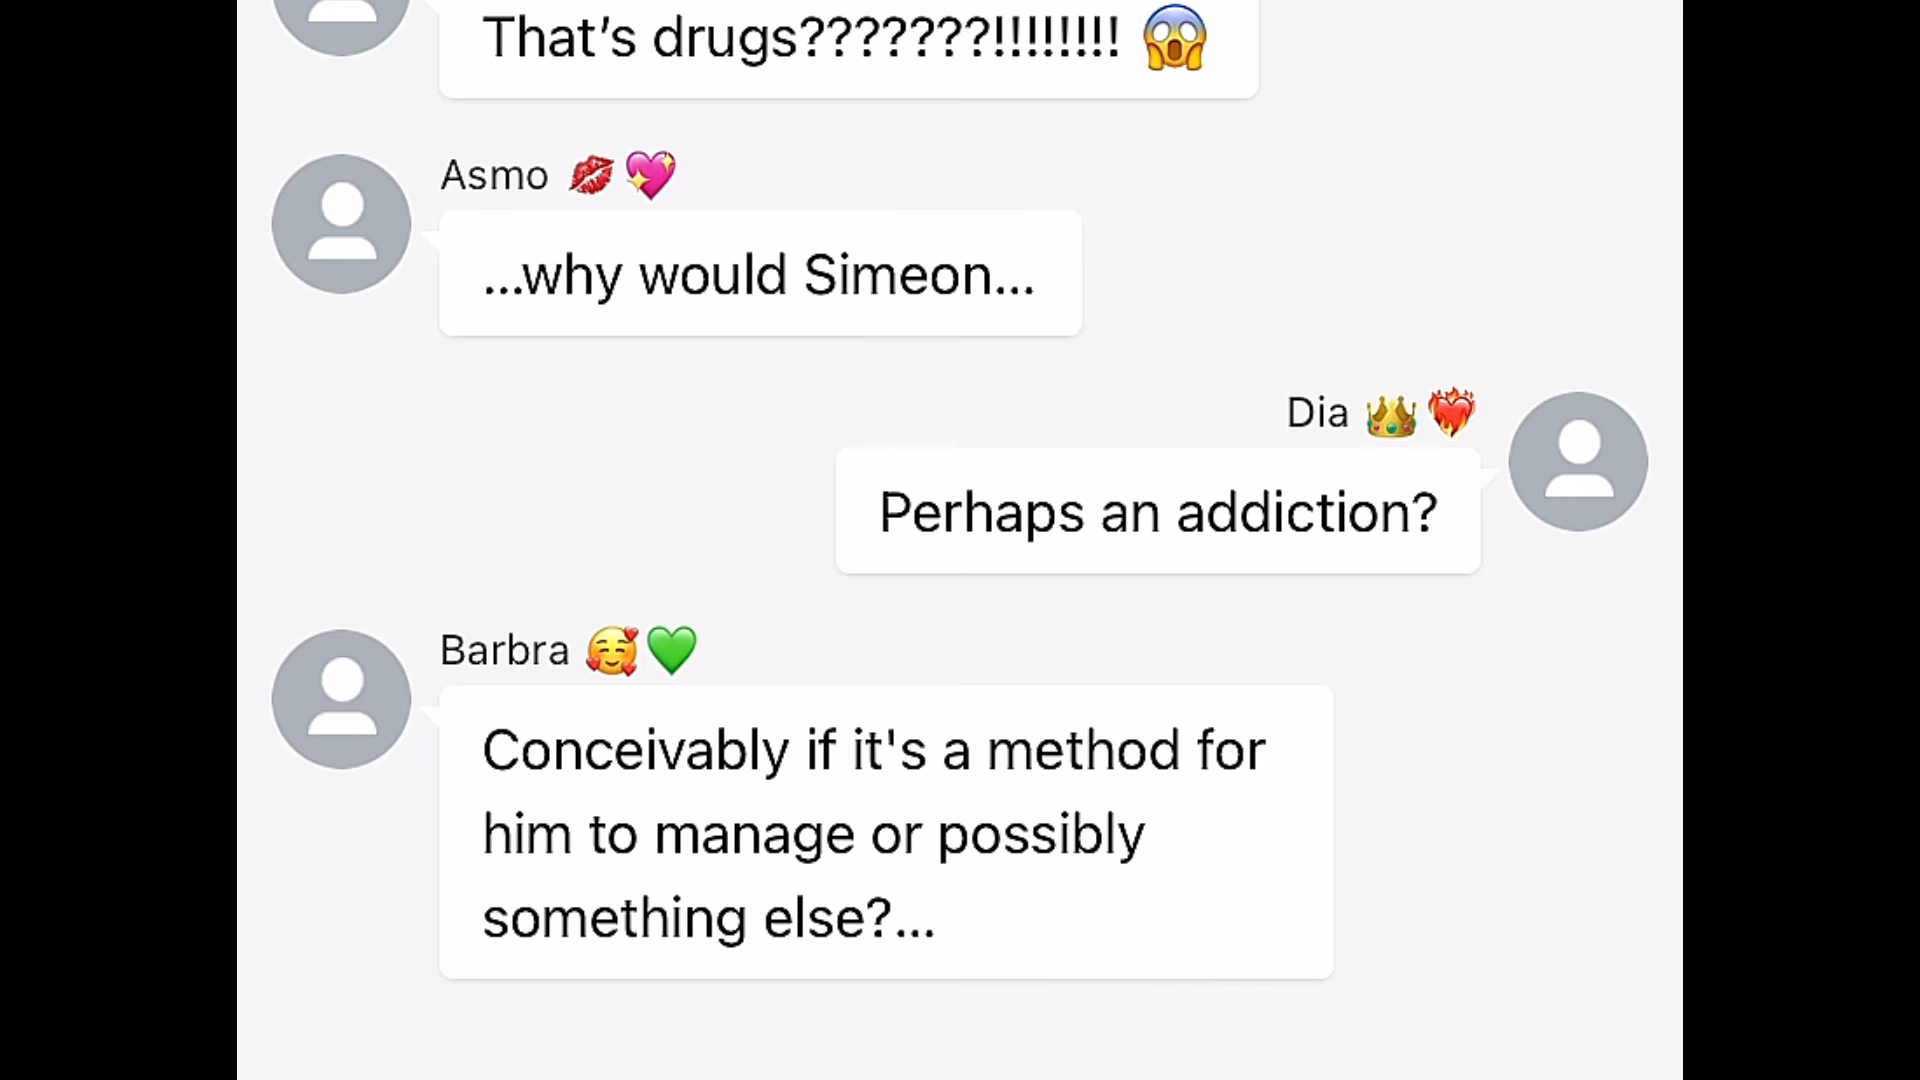 That’s drugs???????!!!!!!!! 😱
Asmo 💋💖
...why would Simeon...
Dia 👑❤️‍🔥
Perhaps an addiction?
Barbra 🥰💚
Conceivably if it's a method for
him to manage or possibly
something else?...